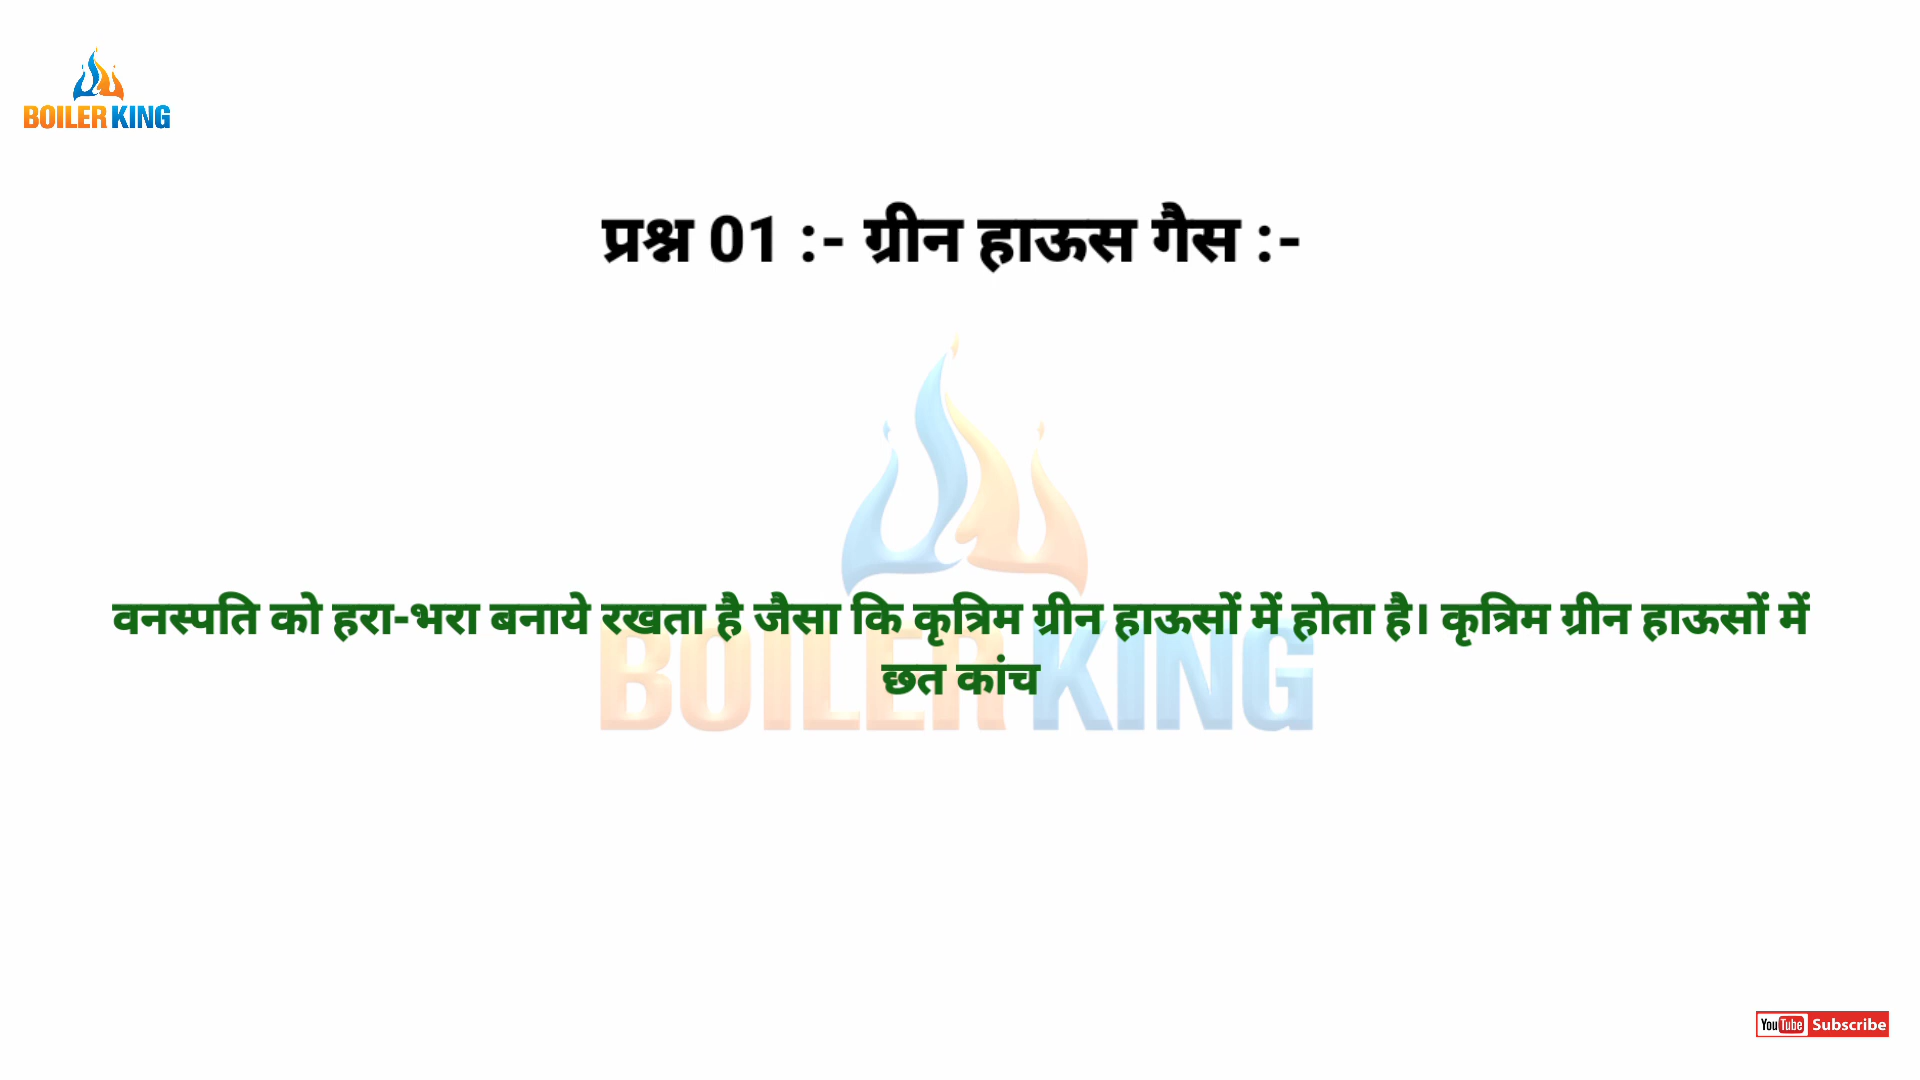 BOILER KING
प्रश्न 01 :- ग्रीन हाऊस गैस :-
वनस्पति को हरा-भरा बनाये रखता है जैसा कि कृत्रिम ग्रीन हाऊसों में होता है। कृत्रिम ग्रीन हाऊसों में
छत कांच
BOILER KING
YouTube Subscribe